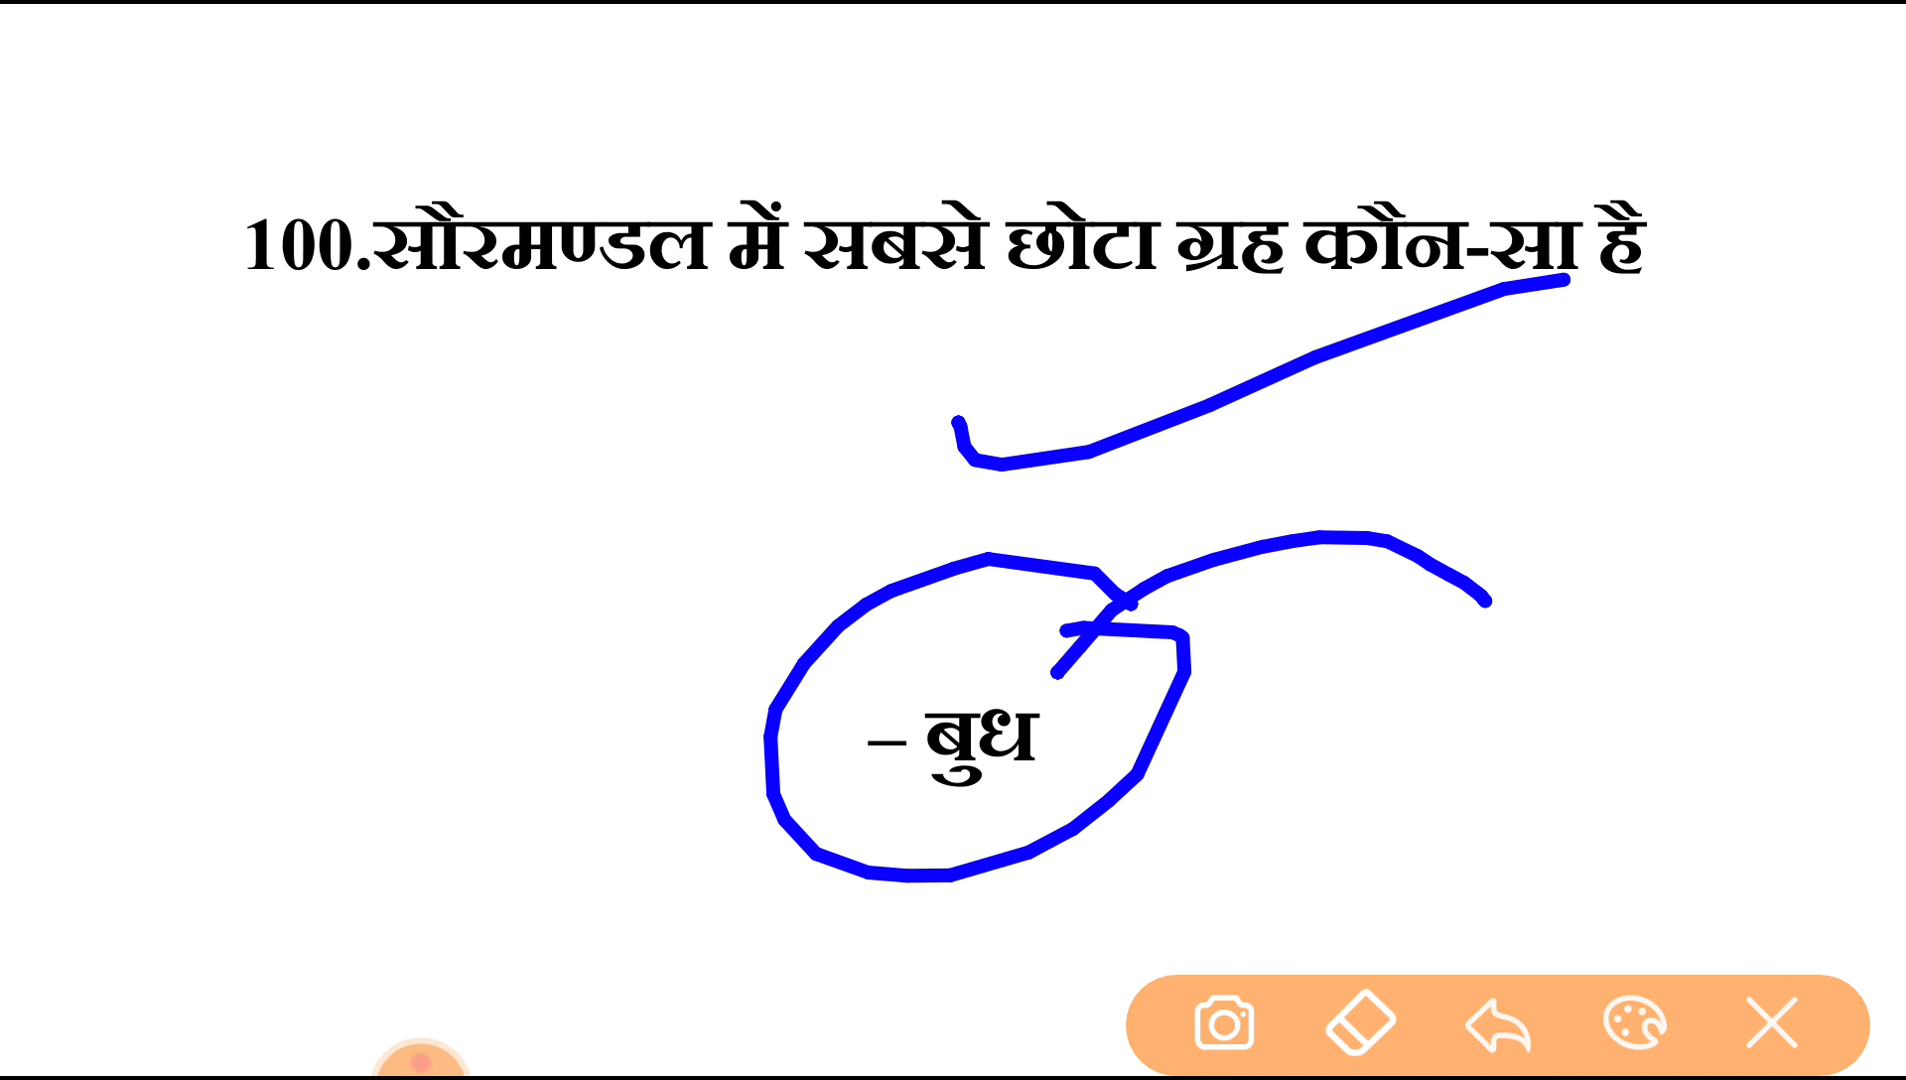 100.सौरमण्डल में सबसे छोटा ग्रह कौन-सा है
– बुध